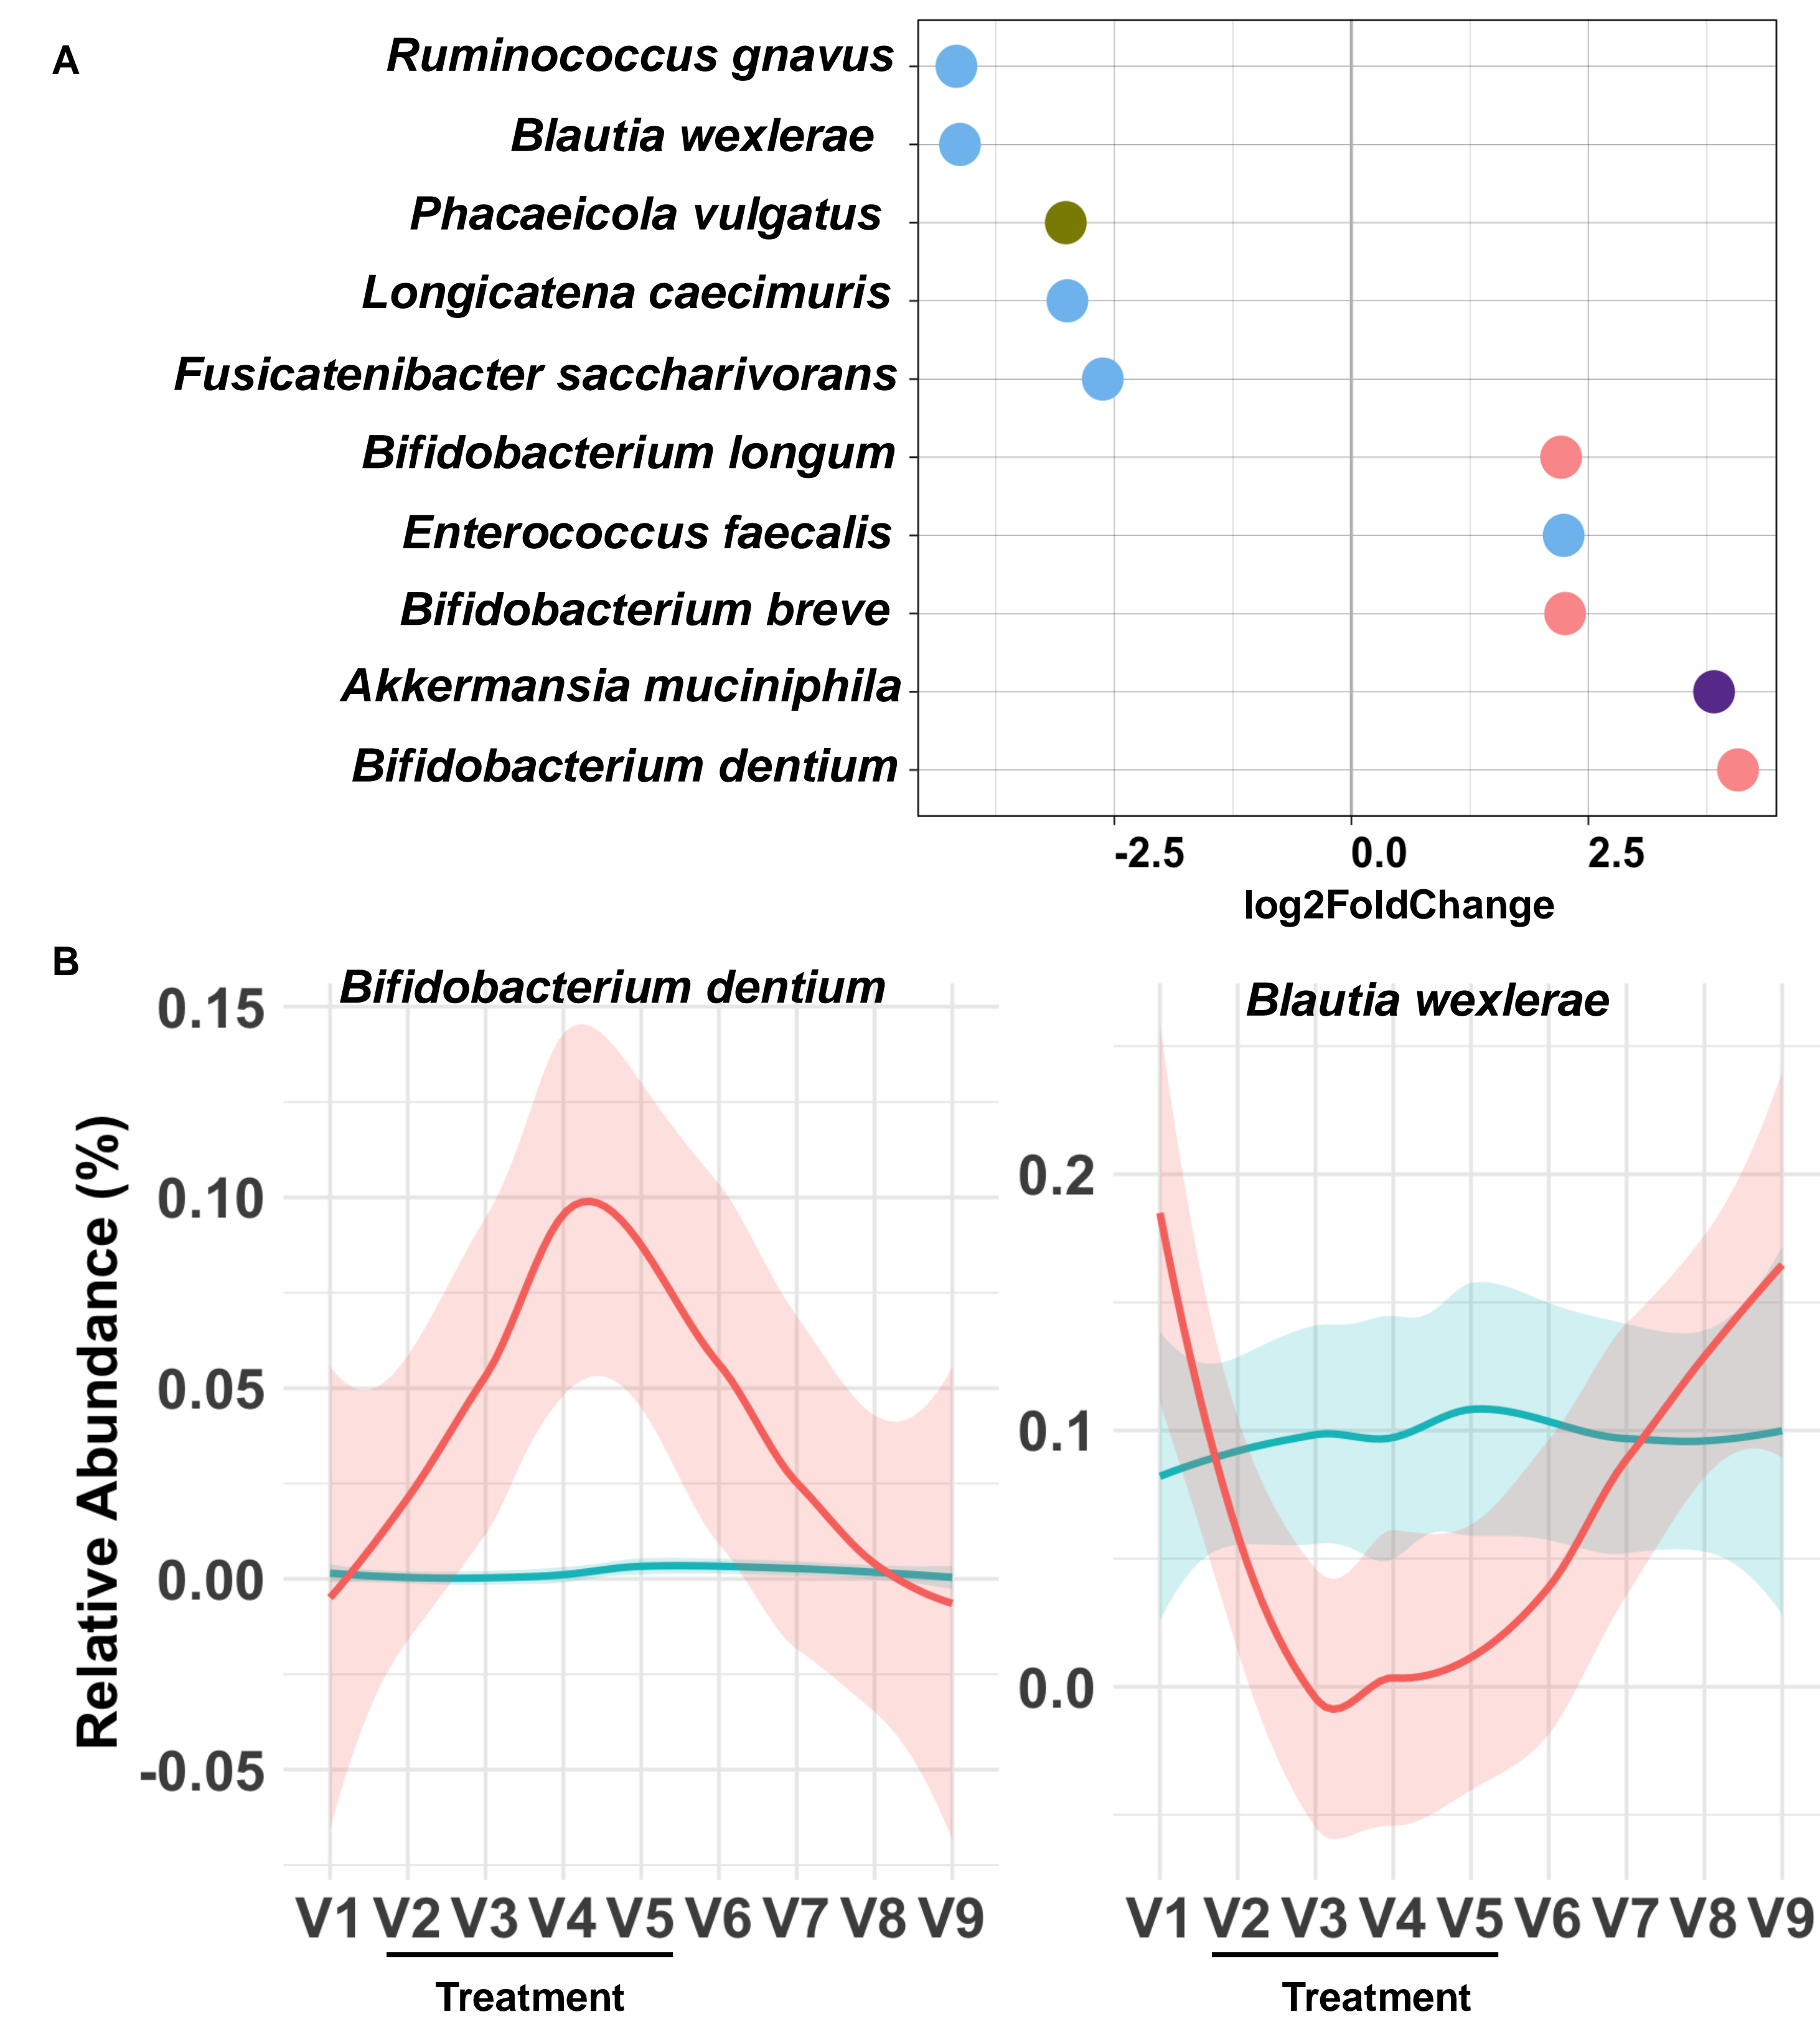 A
Ruminococcus gnavus
Blautia wexlerae
Phacaeicola vulgatus
Longicatena caecimuris
Fusicatenibacter saccharivorans
Bifidobacterium longum
Enterococcus faecalis
Bifidobacterium breve
Akkermansia muciniphila
Bifidobacterium dentium
-2.5 0.0 2.5
log2FoldChange
B
Bifidobacterium dentium
Relative Abundance (%)
0.15
0.10
0.05
0.00
-0.05
V1 V2 V3 V4 V5 V6 V7 V8 V9
Treatment
Blautia wexlerae
0.2
0.1
0.0
V1 V2 V3 V4 V5 V6 V7 V8 V9
Treatment